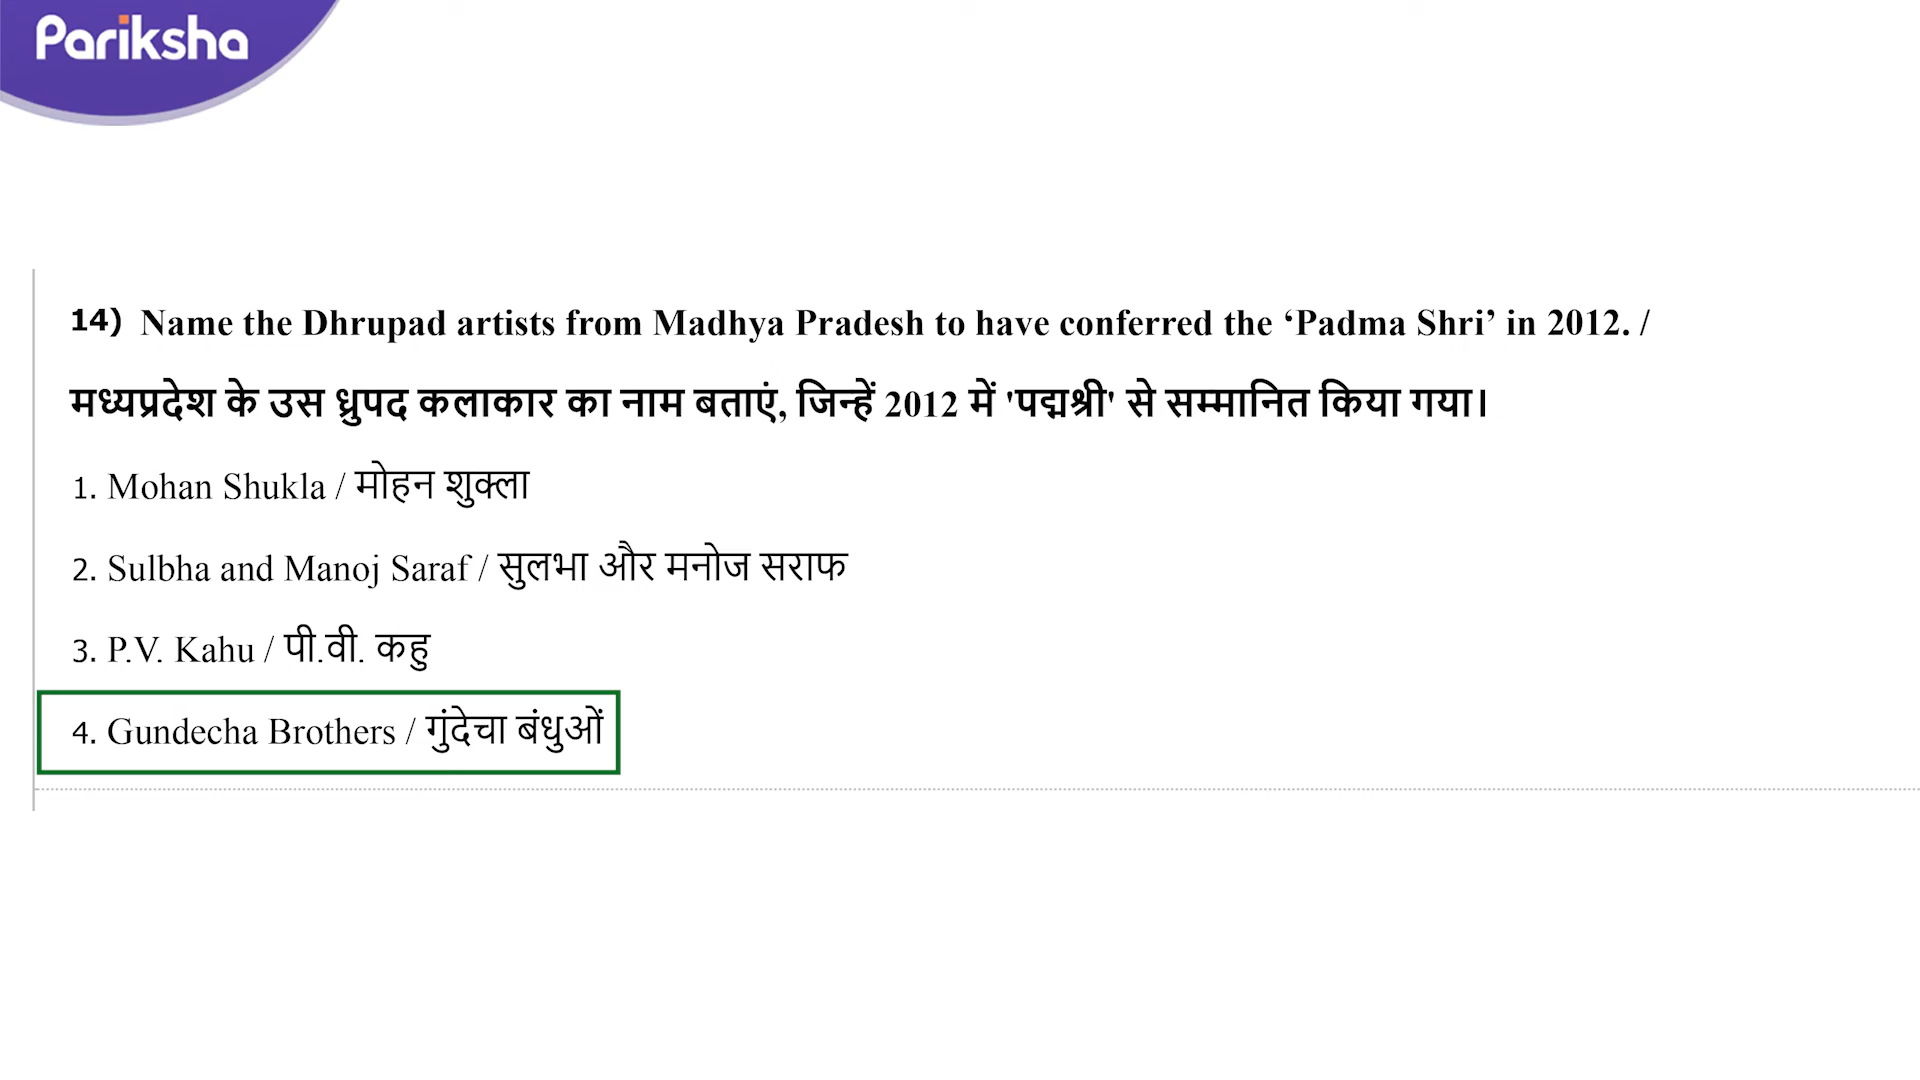 Pariksha
14) Name the Dhrupad artists from Madhya Pradesh to have conferred the ‘Padma Shri’ in 2012. /
मध्यप्रदेश के उस ध्रुपद कलाकार का नाम बताएं, जिन्हें 2012 में 'पद्मश्री' से सम्मानित किया गया।
1. Mohan Shukla / मोहन शुक्ला
2. Sulbha and Manoj Saraf / सुलभा और मनोज सराफ
3. P.V. Kahu / पी.वी. कहु
4. Gundecha Brothers / गुंदेचा बंधुओं